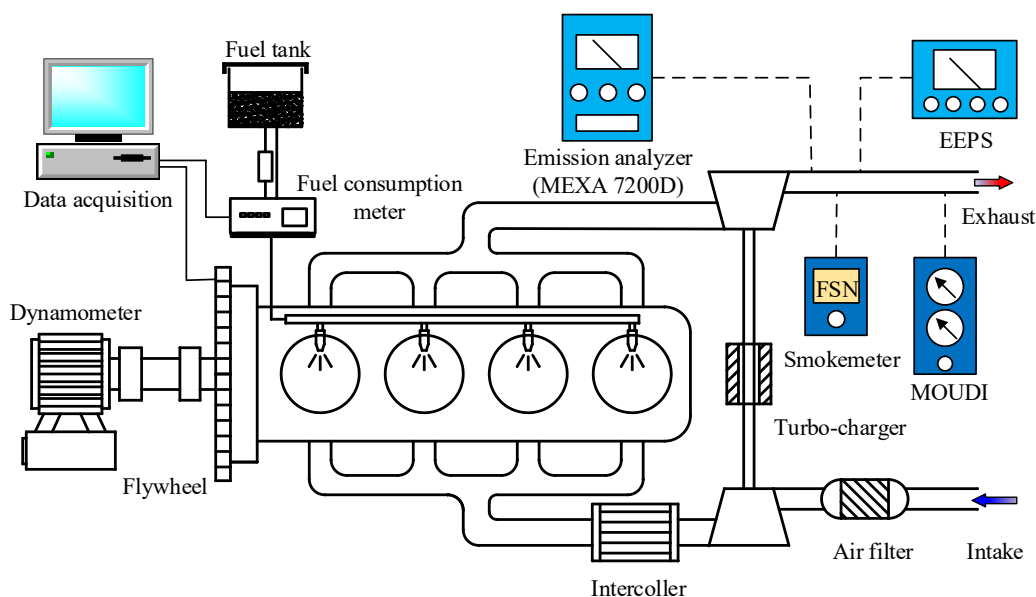 Fuel tank
Data acquisition
Fuel consumption
meter
Emission analyzer
(MEXA 7200D)
EEPS
Exhaust
FSN
Smokemeter
MOUDI
Dynamometer
Flywheel
Turbo-charger
Intercoller
Air filter
Intake